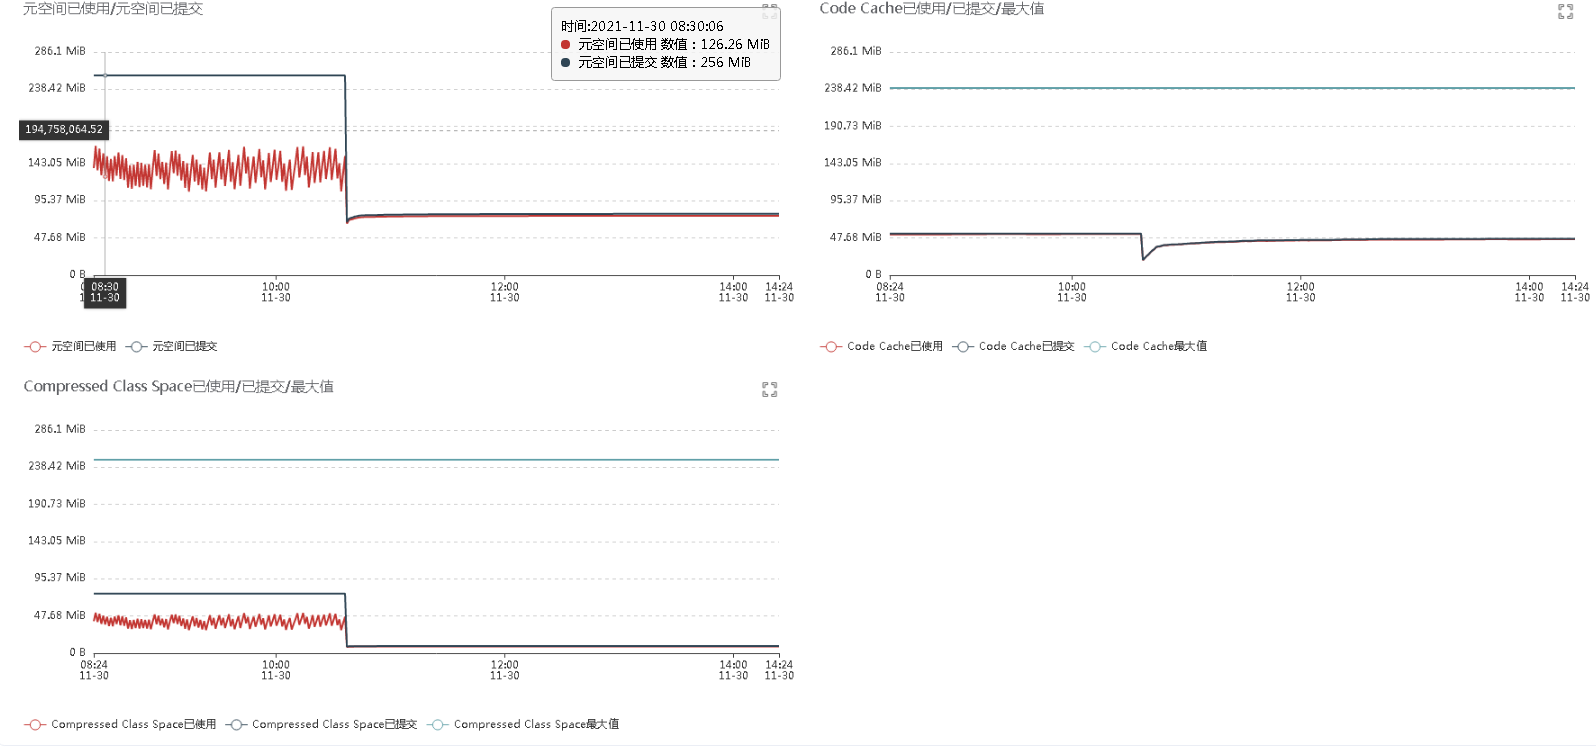 元空间已使用/元空间已提交
时间:2021-11-30 08:30:06
元空间已使用 数值：126.26 MiB
元空间已提交 数值：256 MiB
286.1 MiB
238.42 MiB
194,758,064.52
143.05 MiB
95.37 MiB
47.68 MiB
0 B
08:30
11-30
10:00
11-30
12:00
11-30
14:00
11-30
14:24
11-30
元空间已使用 元空间已提交
Code Cache已使用/已提交/最大值
286.1 MiB
238.42 MiB
190.73 MiB
143.05 MiB
95.37 MiB
47.68 MiB
0 B
08:24
11-30
10:00
11-30
12:00
11-30
14:00
11-30
14:24
11-30
Code Cache已使用 Code Cache已提交 Code Cache最大值
Compressed Class Space已使用/已提交/最大值
286.1 MiB
238.42 MiB
190.73 MiB
143.05 MiB
95.37 MiB
47.68 MiB
0 B
08:24
11-30
10:00
11-30
12:00
11-30
14:00
11-30
14:24
11-30
Compressed Class Space已使用 Compressed Class Space已提交 Compressed Class Space最大值